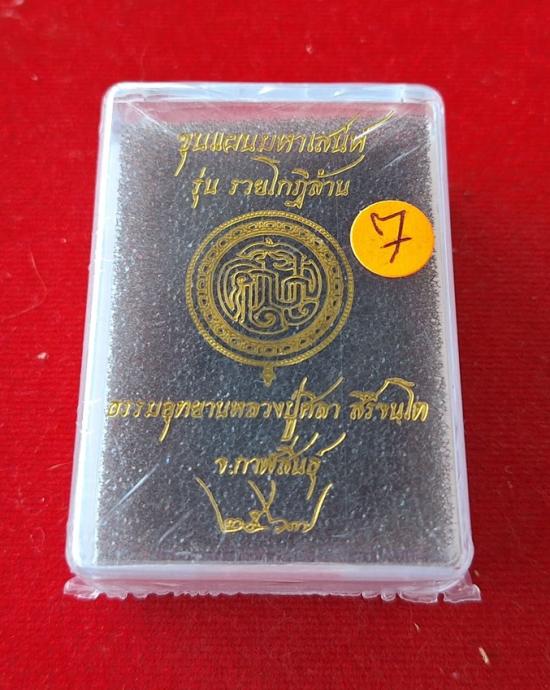 ขุนแผนมหาเสน่ห์
รุ่น รวยโกฏิล้าน
7
ธรรมอุทยานหลวงปู่ศิลา สิริจนฺโท
จ.กาฬสินธุ์
๒๕๖๗